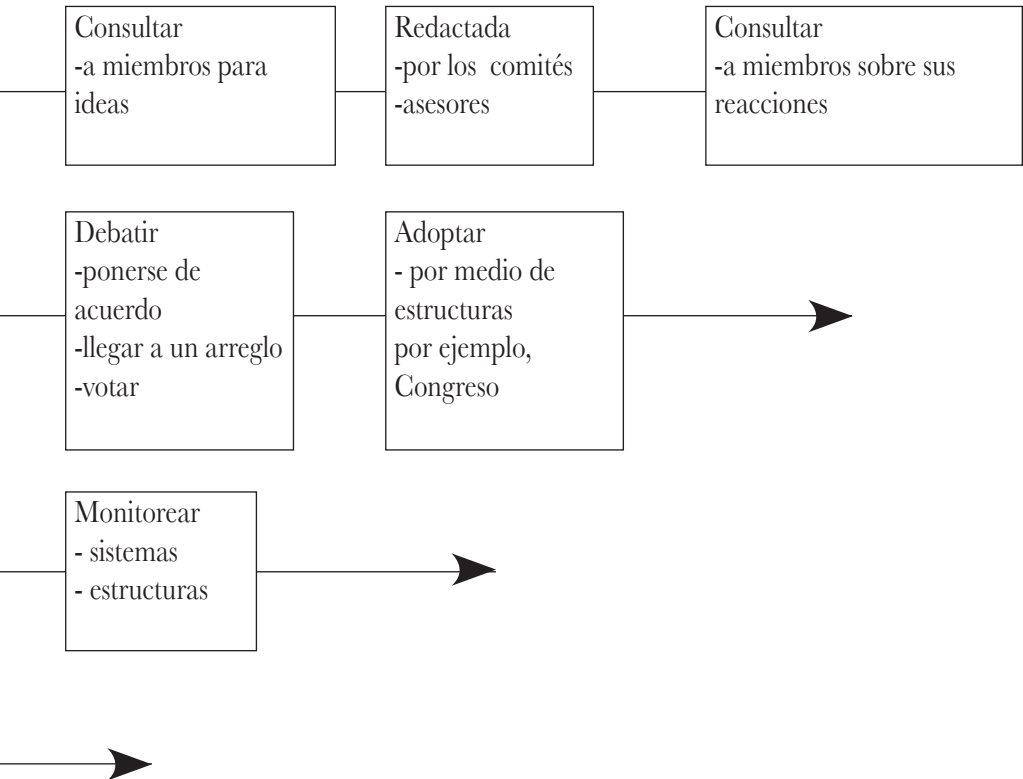 Consultar
-a miembros para
ideas
Redactada
-por los comités
-asesores
Consultar
-a miembros sobre sus
reacciones
Debatir
-ponerse de
acuerdo
-llegar a un arreglo
-votar
Adoptar
- por medio de
estructuras
por ejemplo,
Congreso
Monitorear
- sistemas
- estructuras